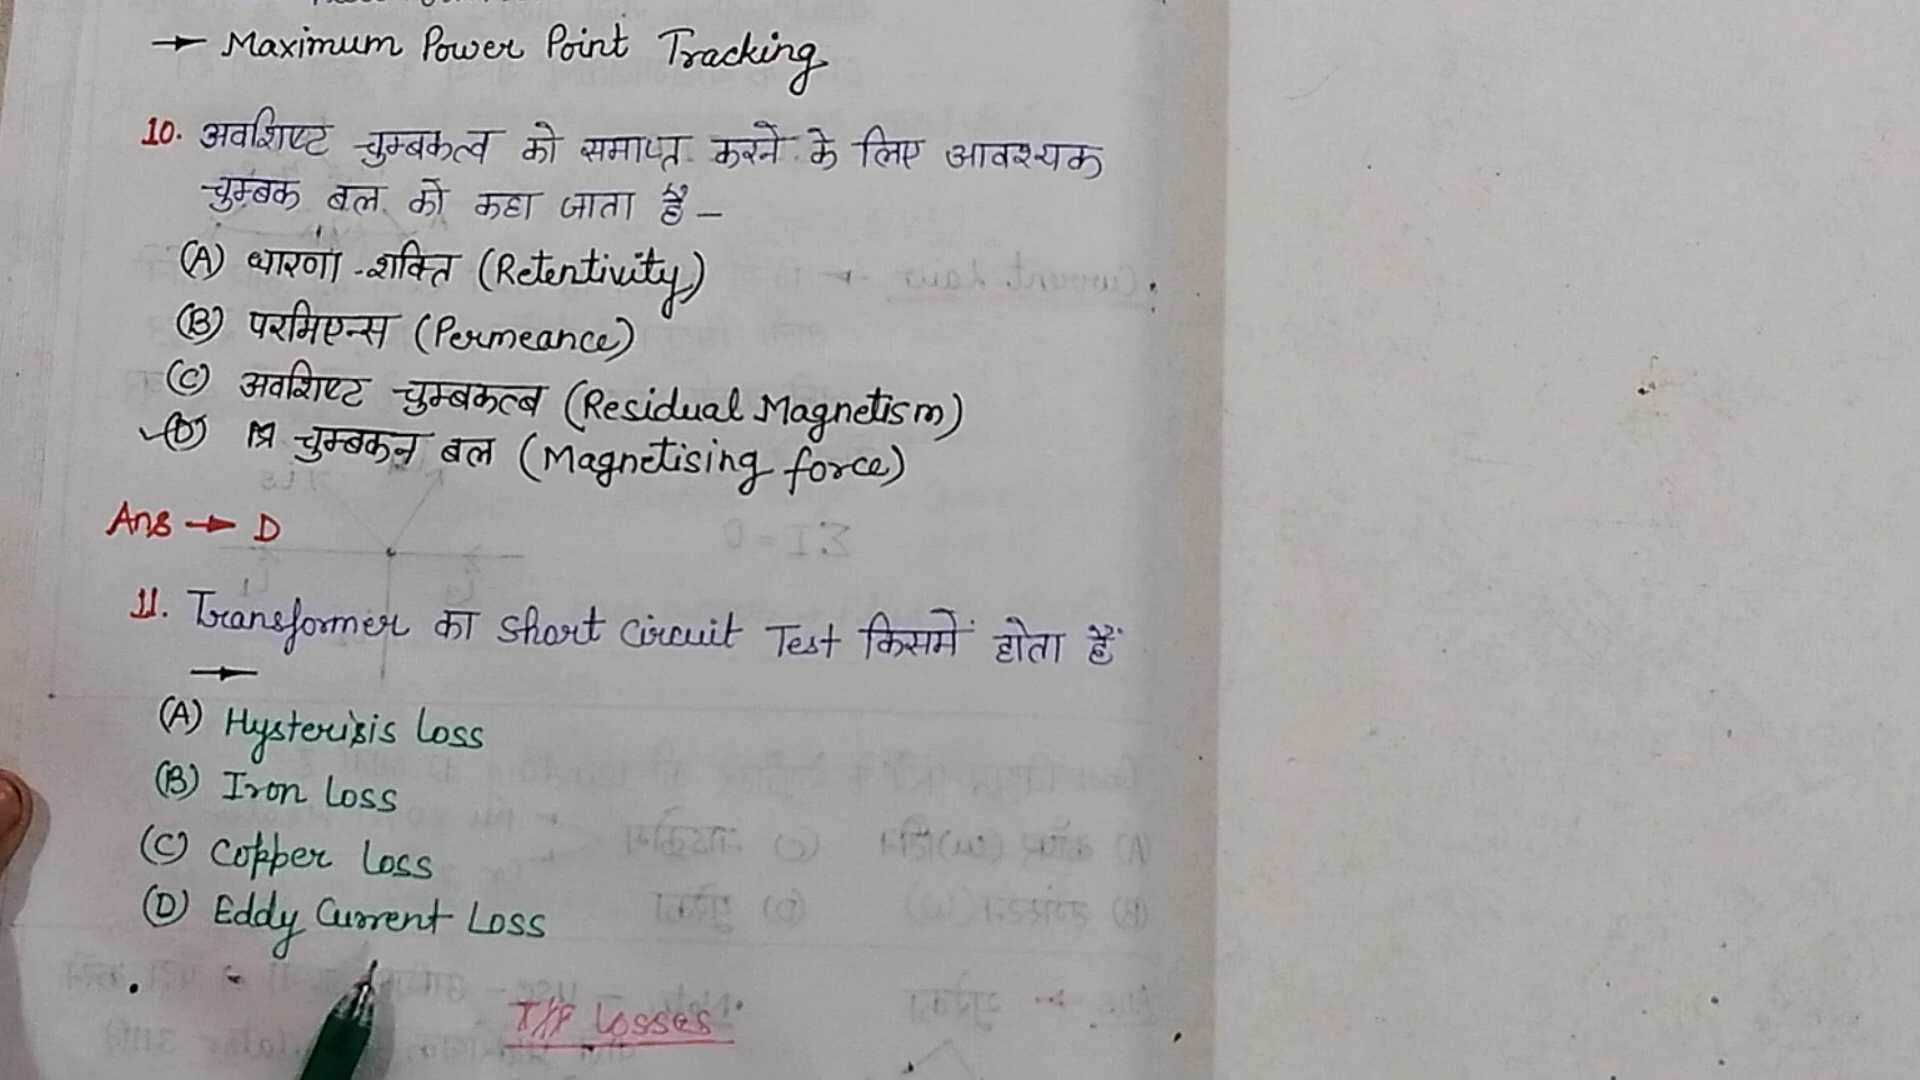 → Maximum Power Point Tracking
10. अवशिष्ट चुम्बकत्व को समाप्त करने के लिए आवश्यक
चुम्बक बल को कहा जाता है –
(A) धारणा-शक्ति (Retentivity)
(B) परमिएन्स (Permeance)
(C) अवशिष्ट चुम्बकत्ब (Residual Magnetism)
(D) चुम्बकन बल (Magnetising force)
Ans → D
11. Transformer का Short Circuit Test किसमें होता हैं
→
(A) Hysterisis Loss
(B) Iron Loss
(C) Copper Loss
(D) Eddy Current Loss
T/F Losses